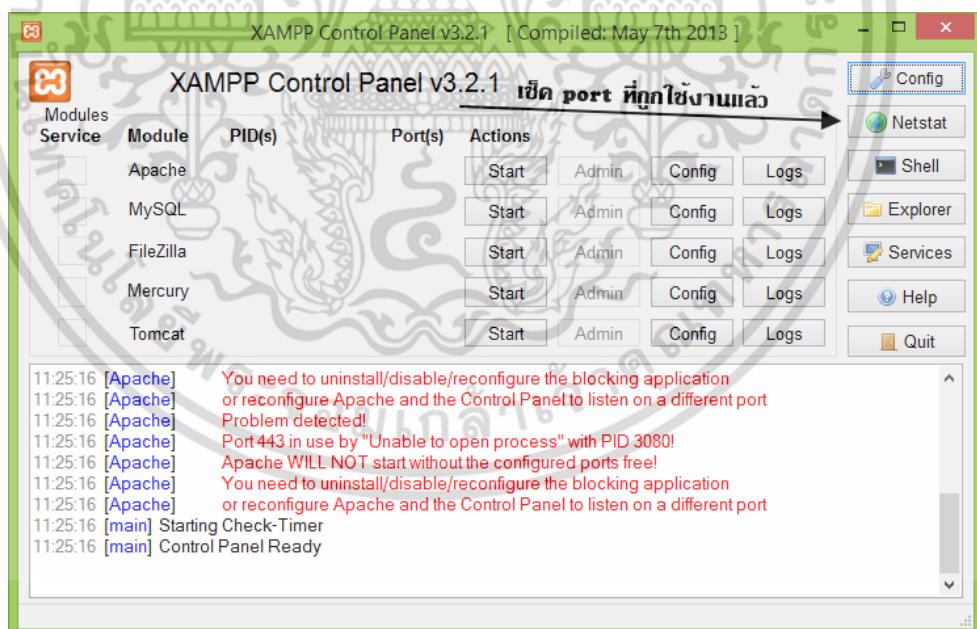 XAMPP Control Panel v3.2.1 [ Compiled: May 7th 2013 ]
XAMPP Control Panel v3.2.1
เช็ค port ที่ถูกใช้งานแล้ว
Config
Netstat
Shell
Explorer
Services
Help
Quit
Modules
Service Module PID(s) Port(s) Actions
Apache Start Admin Config Logs
MySQL Start Admin Config Logs
FileZilla Start Admin Config Logs
Mercury Start Admin Config Logs
Tomcat Start Admin Config Logs
11:25:16 [Apache] You need to uninstall/disable/reconfigure the blocking application
11:25:16 [Apache] or reconfigure Apache and the Control Panel to listen on a different port
11:25:16 [Apache] Problem detected!
11:25:16 [Apache] Port 443 in use by "Unable to open process" with PID 3080!
11:25:16 [Apache] Apache WILL NOT start without the configured ports free!
11:25:16 [Apache] You need to uninstall/disable/reconfigure the blocking application
11:25:16 [Apache] or reconfigure Apache and the Control Panel to listen on a different port
11:25:16 [main] Starting Check-Timer
11:25:16 [main] Control Panel Ready